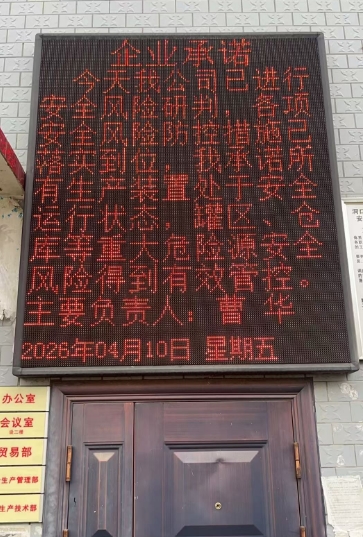 企业承诺
今天我公司已进行
安全风险研判,各项
安全风险防控措施已
落实到位,我承诺所
有生产装置处于安全
运行状态,罐区、仓
库等重大危险源安全
风险得到有效管控。
主要负责人:曹 华
2026年04月10日 星期五
办公室
会议室
贸易部
生产管理部
生产技术部